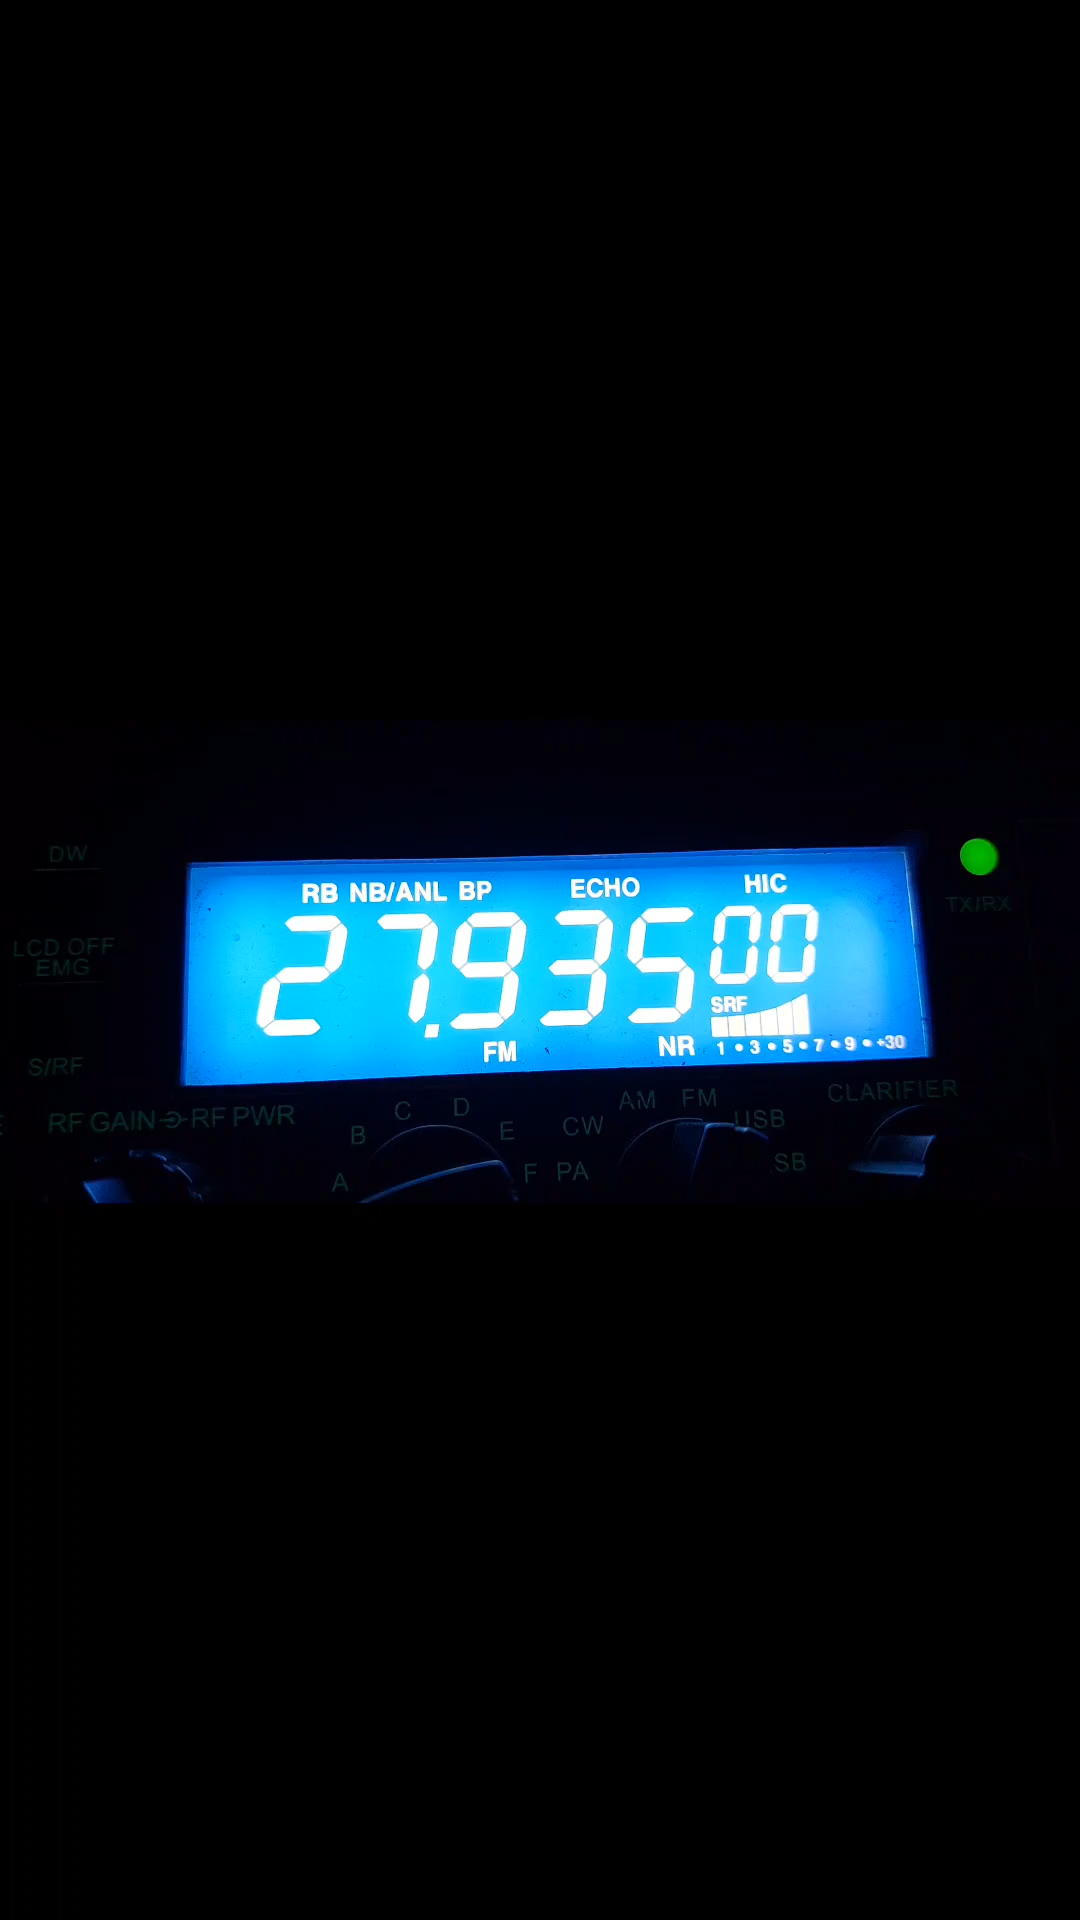 DW
RB NB/ANL BP ECHO HIC
TX/RX
27.93500
LCD OFF
EMG
SRF
1 • 3 • 5 • 7 • 9 • +30
FM NR
S/RF
RF GAIN RF PWR
A B C D E F
PA CW AM FM USB SB
CLARIFIER